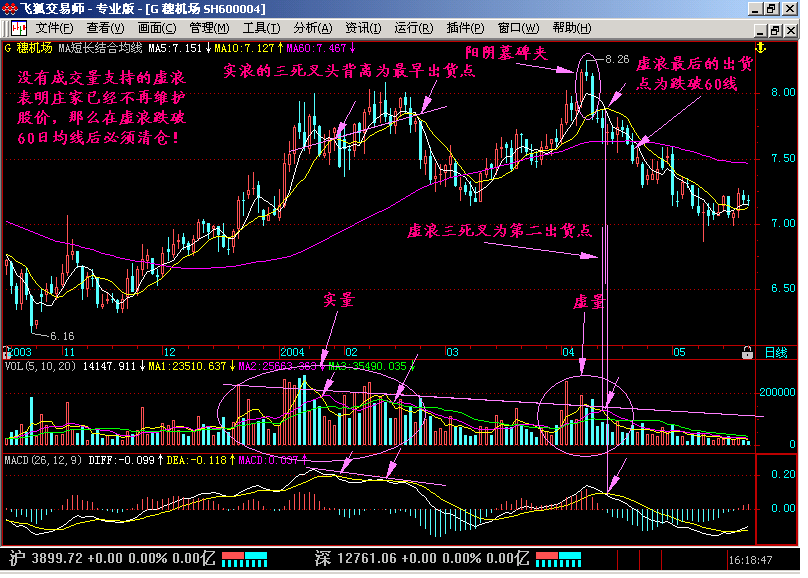 飞狐交易师 - 专业版 - [G 穗机场 SH600004]
文件(F) 查看(V) 画面(C) 管理(M) 工具(T) 分析(A) 资讯(I) 运行(R) 插件(P) 窗口(W) 帮助(H)
G 穗机场 MA短长结合均线 MA5:7.151↓ MA10:7.127↑ MA60:7.467↓
没有成交量支持的虚浪
表明庄家已经不再维护
股价，那么在虚浪跌破
60日均线后必须清仓！
实浪的三死叉头背离为最早出货点
阳阴墓碑夹
8.26
虚浪最后的出货
点为跌破60线
8.00
7.50
7.00
6.50
虚浪三死叉为第二出货点
实量
虚量
6.16
2003 11 12 2004 02 03 04 05 日线
VOL(5,10,20) 14147.911↓ MA1:23510.637↓ MA2:25663.363 MA3:35490.035↓
200000
0
MACD(26,12,9) DIFF:-0.099↑ DEA:-0.118↑ MACD:0.037↑
0.20
0.00
沪 3899.72 +0.00 0.00% 0.00亿 深 12761.06 +0.00 0.00% 0.00亿 16:18:47